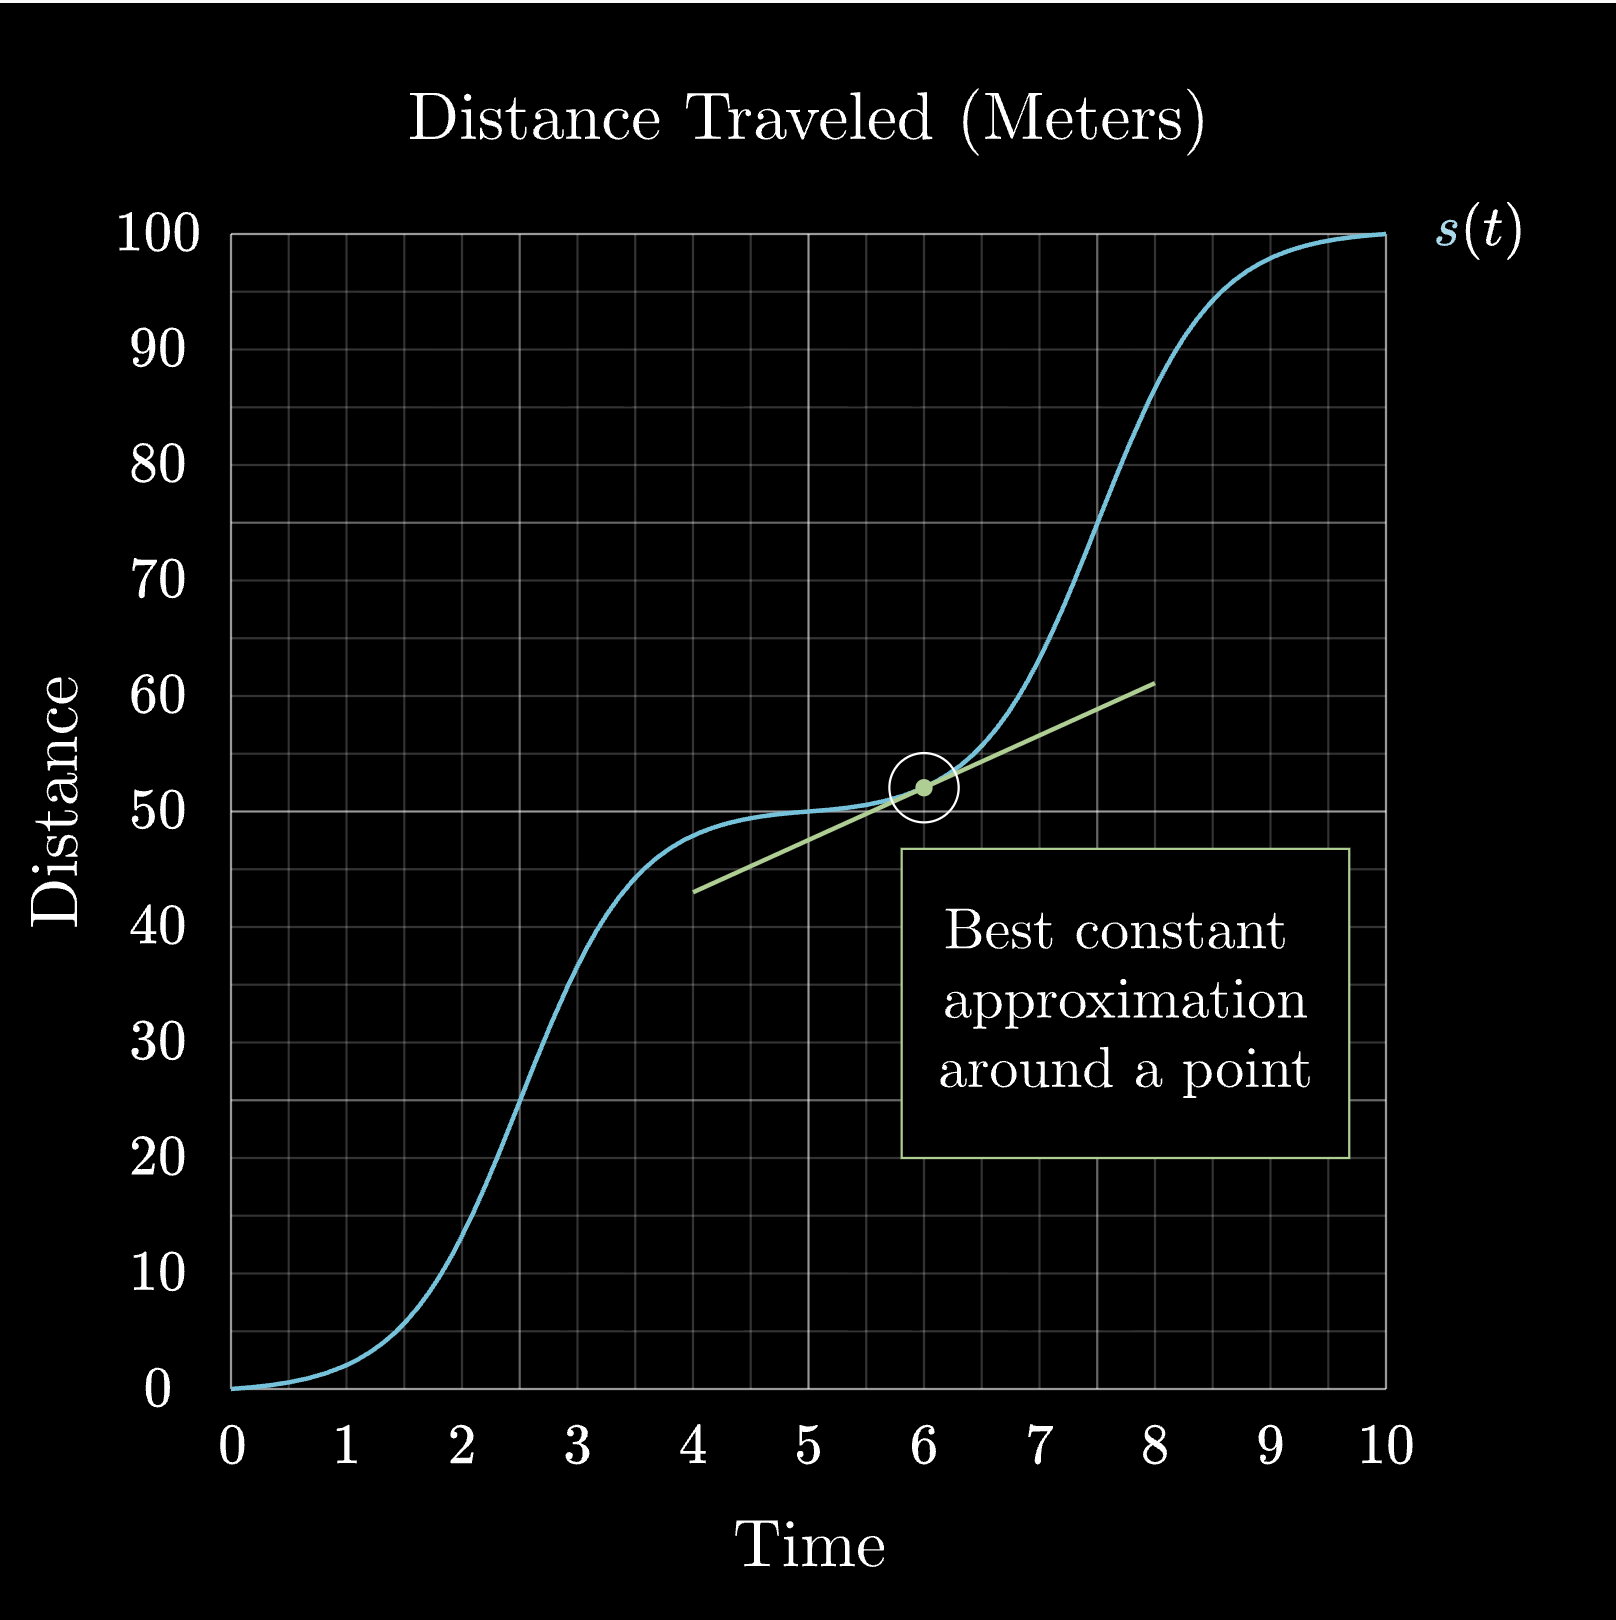 Distance Traveled (Meters)
s(t)
100
90
80
70
60
50
40
30
20
10
0
Distance
Best constant
approximation
around a point
0 1 2 3 4 5 6 7 8 9 10
Time